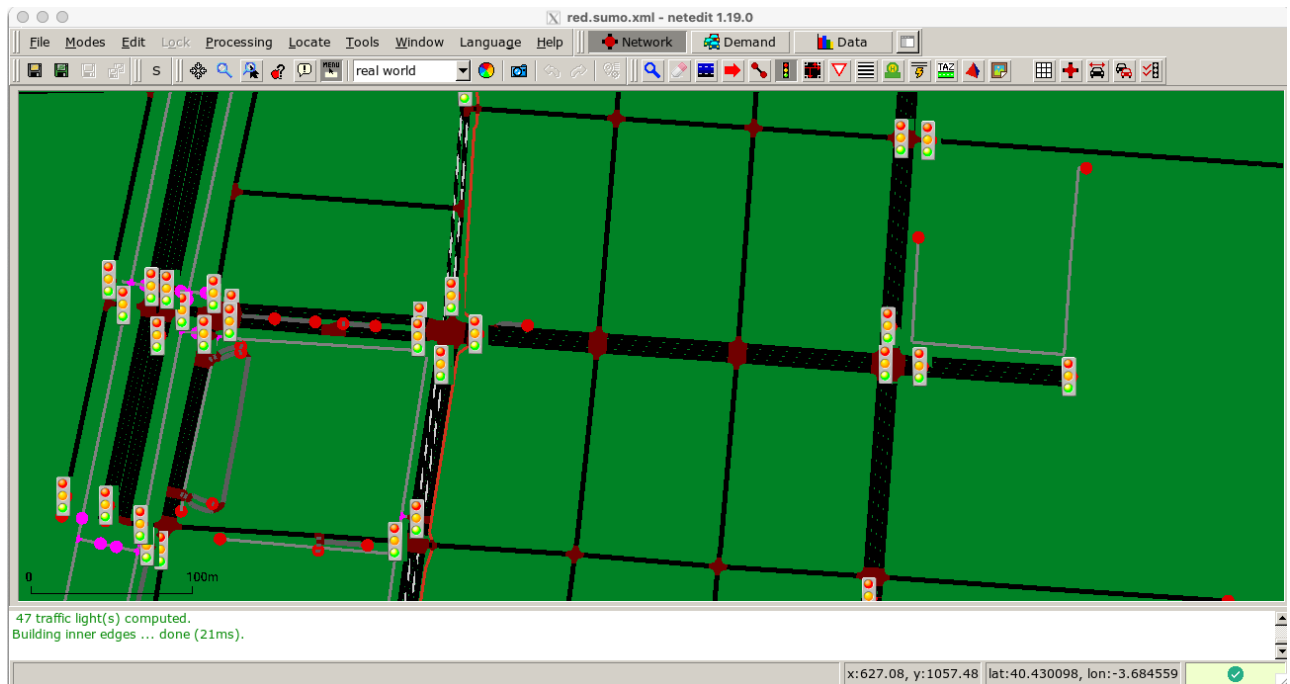 red.sumo.xml - netedit 1.19.0
File Modes Edit Lock Processing Locate Tools Window Language Help Network Demand Data
S MENU real world TAZ
0 100m
47 traffic light(s) computed.
Building inner edges ... done (21ms).
x:627.08, y:1057.48 lat:40.430098, lon:-3.684559